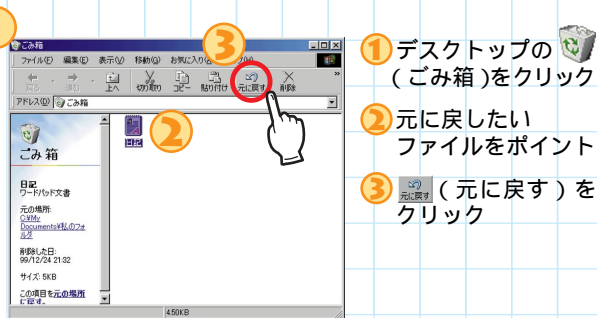 ごみ箱
ファイル(F) 編集(E) 表示(V) 移動(G) お気に入り
戻る 進む 上へ 切り取り コピー 貼り付け 元に戻す 削除 »
アドレス(D) ごみ箱
ごみ箱
日記
ワードパッド文書
元の場所:
C:¥My
Documents¥私のフォ
ルダ
削除した日:
99/12/24 21:32
サイズ: 5KB
この項目を元の場所
に戻す。
日記
2
3
4.50KB
1 デスクトップの
(ごみ箱)をクリック
2 元に戻したい
ファイルをポイント
3 元に戻す (元に戻す)を
クリック